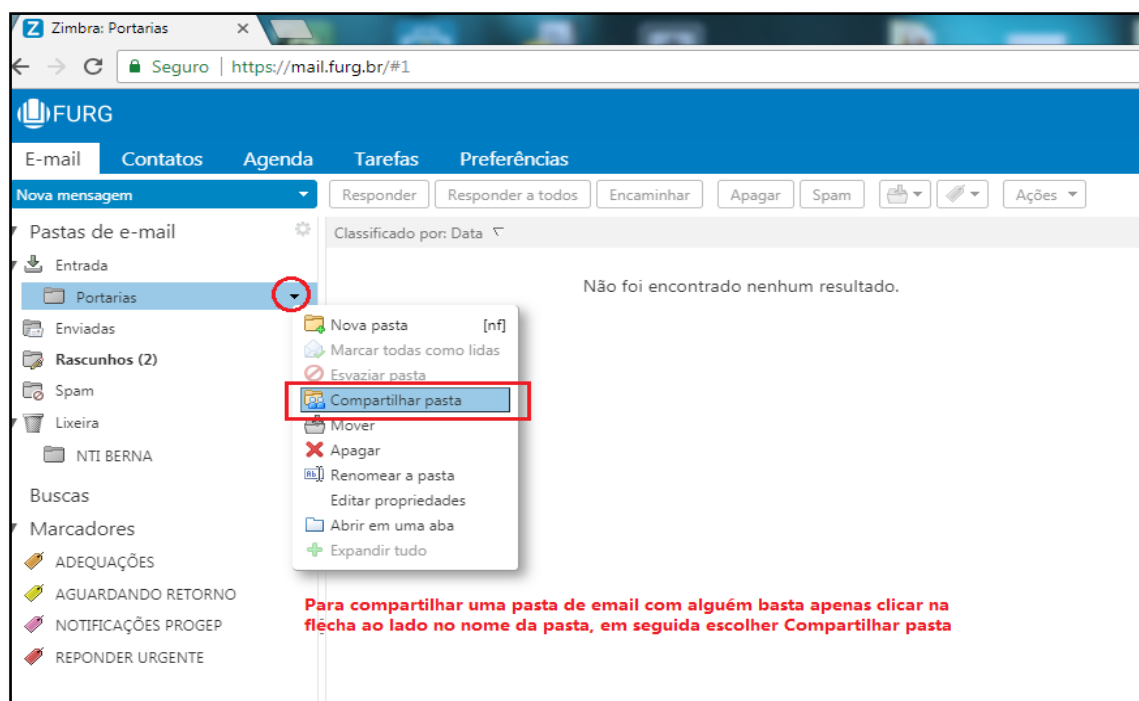 Zimbra: Portarias
Seguro | https://mail.furg.br/#1
FURG
E-mail Contatos Agenda Tarefas Preferências
Nova mensagem Responder Responder a todos Encaminhar Apagar Spam Ações
Pastas de e-mail
Classificado por: Data
Entrada
Não foi encontrado nenhum resultado.
Portarias
Enviadas
Rascunhos (2)
Spam
Lixeira
NTI BERNA
Buscas
Marcadores
ADEQUAÇÕES
AGUARDANDO RETORNO
NOTIFICAÇÕES PROGEP
REPONDER URGENTE
Nova pasta [nf]
Marcar todas como lidas
Esvaziar pasta
Compartilhar pasta
Mover
Apagar
Renomear a pasta
Editar propriedades
Abrir em uma aba
Expandir tudo
Para compartilhar uma pasta de email com alguém basta apenas clicar na
flecha ao lado no nome da pasta, em seguida escolher Compartilhar pasta